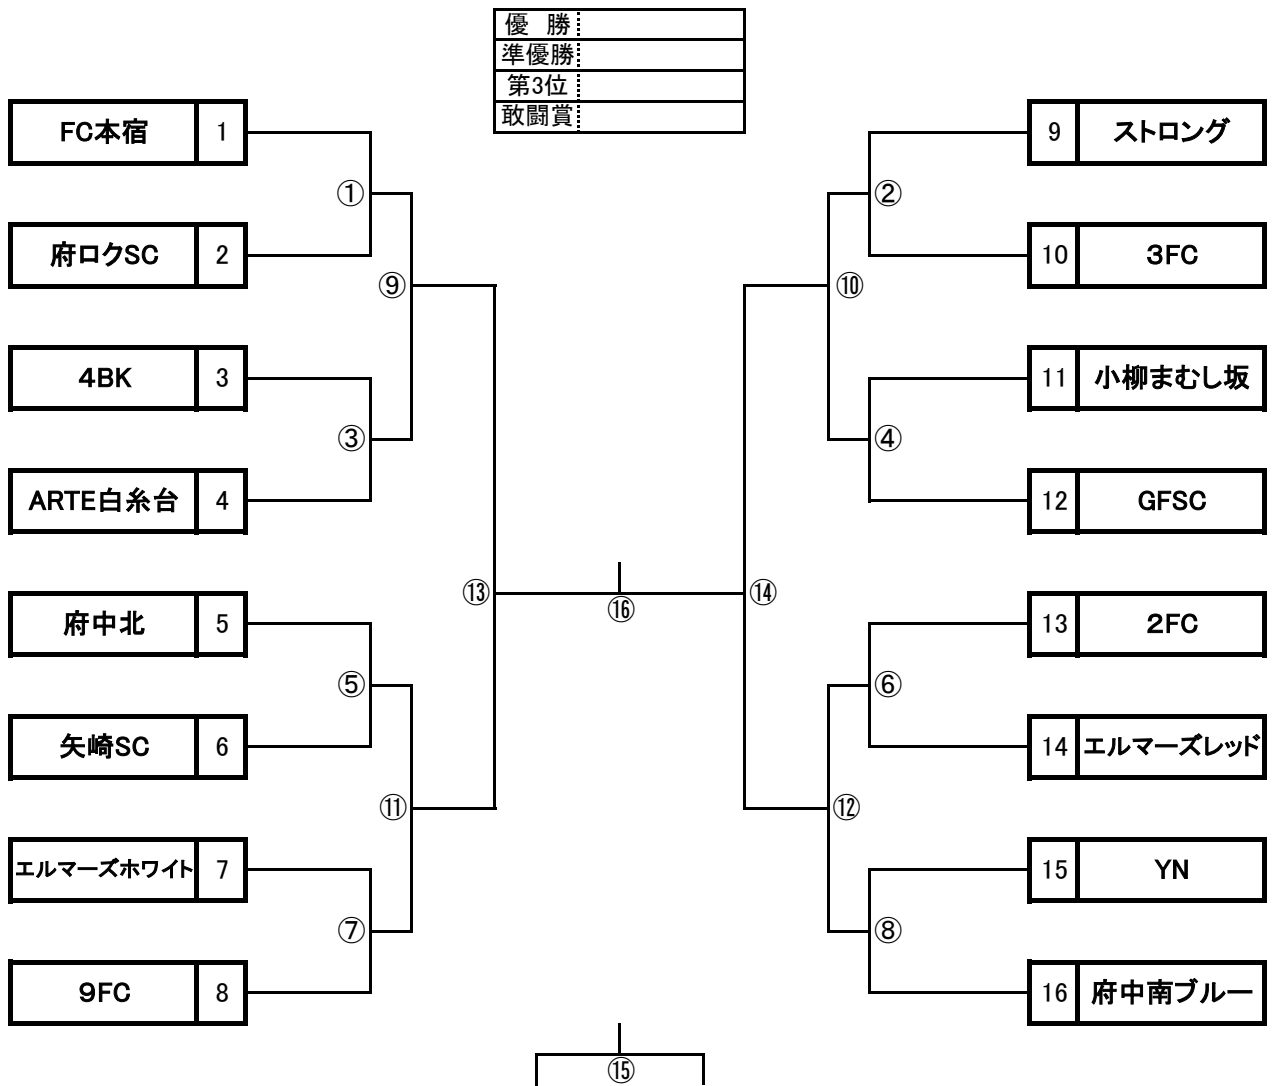 優 勝
準優勝
第3位
敢闘賞
FC本宿 1
①
府ロクSC 2
⑨
4BK 3
③
ARTE白糸台 4
⑬
府中北 5
⑤
矢崎SC 6
⑪
エルマーズホワイト 7
⑦
9FC 8
⑯
⑮
9 ストロング
②
10 3FC
⑩
11 小柳まむし坂
④
12 GFSC
⑭
13 2FC
⑥
14 エルマーズレッド
⑫
15 YN
⑧
16 府中南ブルー